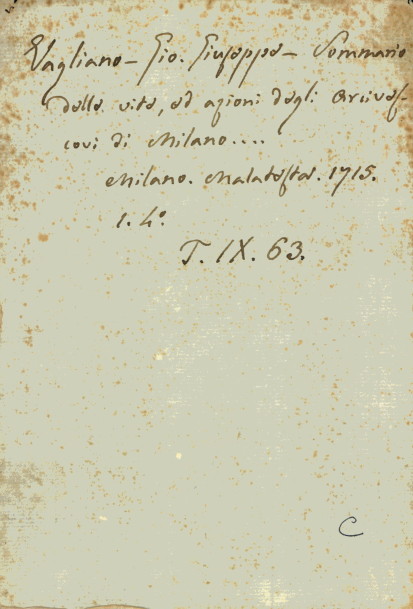 Vagliano - Gio. Giuseppe - Sommario
delle vite, ed azioni degli Arcives-
covi di Milano....
Milano. Malatesta. 1715.
1. 4º.
T. IX. 63.
C